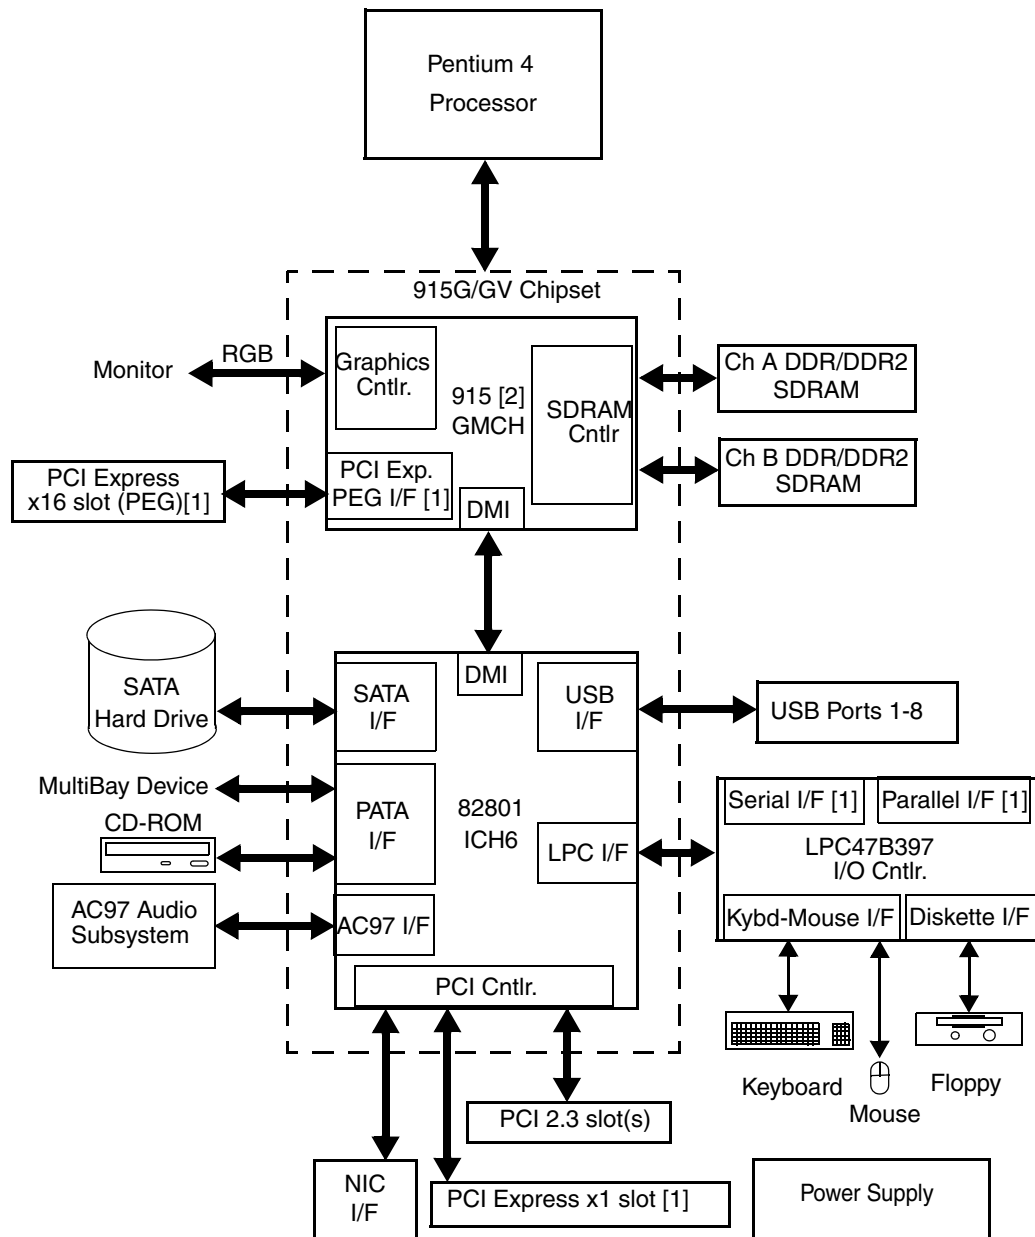 Pentium 4
Processor
915G/GV Chipset
Monitor
RGB
Graphics
Cntlr.
915 [2]
GMCH
SDRAM
Cntlr
Ch A DDR/DDR2
SDRAM
Ch B DDR/DDR2
SDRAM
PCI Express
x16 slot (PEG)[1]
PCI Exp.
PEG I/F [1]
DMI
DMI
SATA
Hard Drive
SATA
I/F
USB
I/F
USB Ports 1-8
MultiBay Device
CD-ROM
PATA
I/F
82801
ICH6
LPC I/F
Serial I/F [1]
Parallel I/F [1]
LPC47B397
I/O Cntlr.
Kybd-Mouse I/F
Diskette I/F
AC97 Audio
Subsystem
AC97 I/F
PCI Cntlr.
Keyboard
Mouse
Floppy
PCI 2.3 slot(s)
NIC
I/F
PCI Express x1 slot [1]
Power Supply